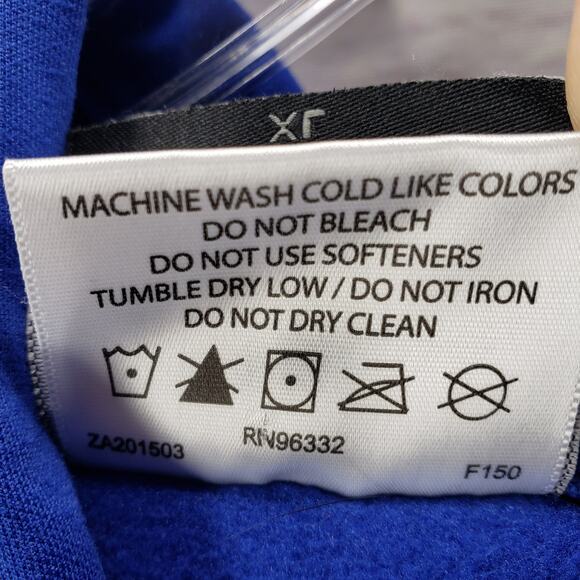 XL
MACHINE WASH COLD LIKE COLORS
DO NOT BLEACH
DO NOT USE SOFTENERS
TUMBLE DRY LOW / DO NOT IRON
DO NOT DRY CLEAN
ZA201503 RN96332 F150